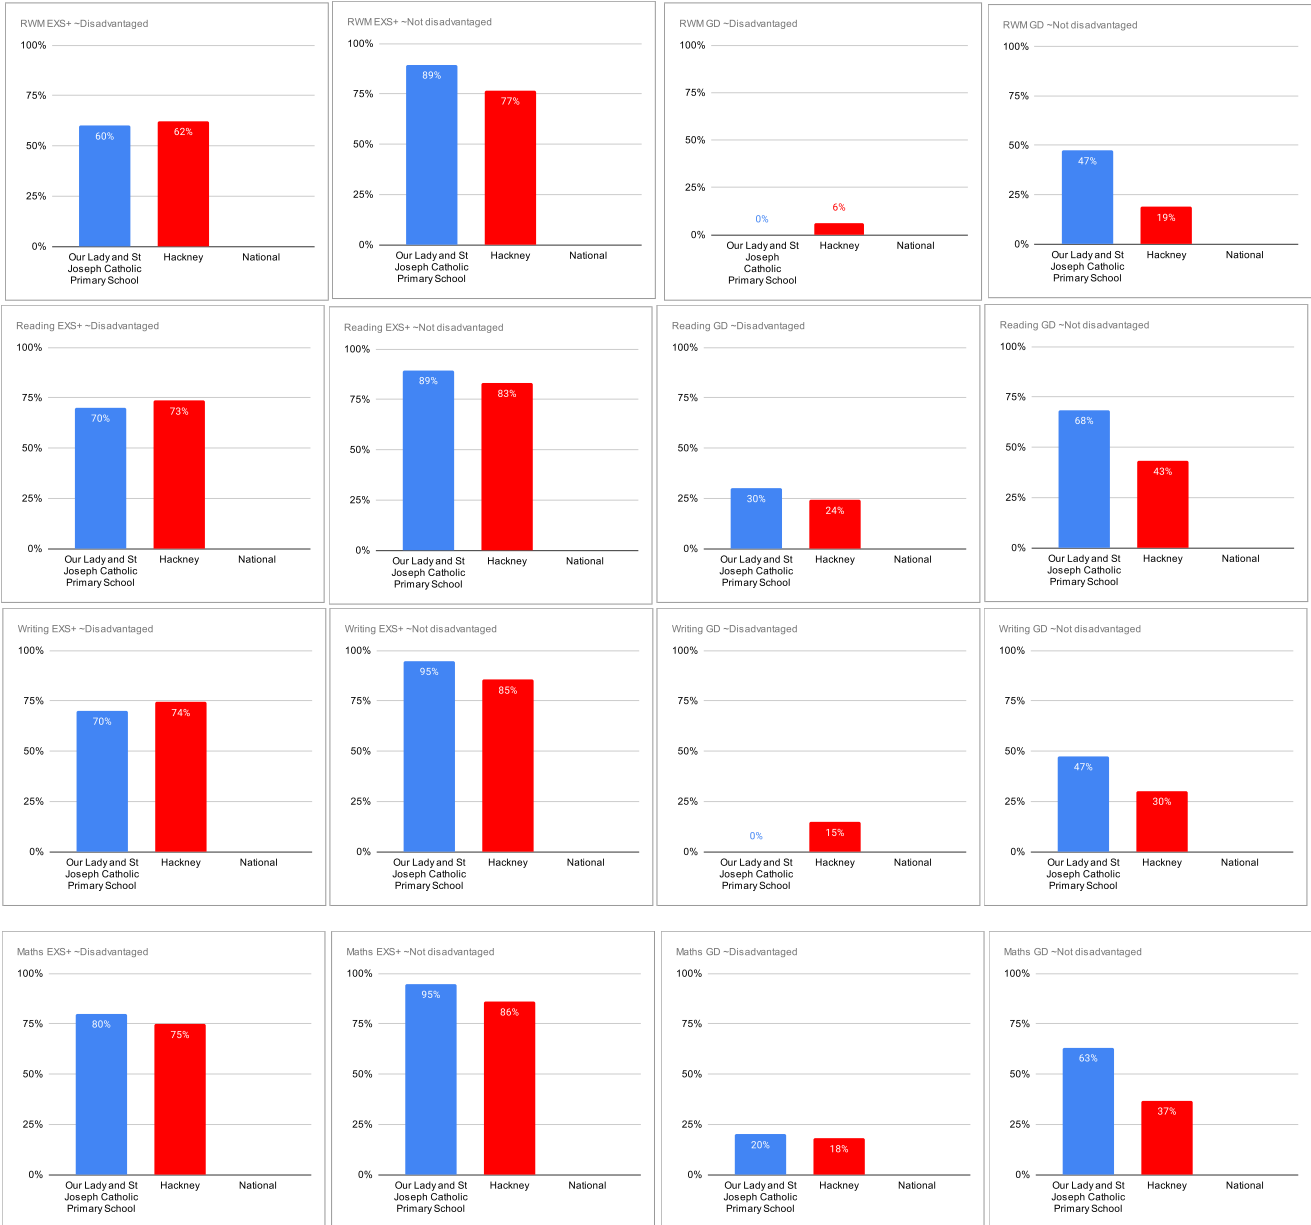 RWM EXS+ ~Disadvantaged
100%
75%
50%
25%
0%
60%
62%
Our Lady and St
Joseph Catholic
Primary School
Hackney
National
RWM EXS+ ~Not disadvantaged
100%
75%
50%
25%
0%
89%
77%
Our Lady and St
Joseph Catholic
Primary School
Hackney
National
RWM GD ~Disadvantaged
100%
75%
50%
25%
0%
0%
6%
Our Lady and St
Joseph
Catholic
Primary School
Hackney
National
RWM GD ~Not disadvantaged
100%
75%
50%
25%
0%
47%
19%
Our Lady and St
Joseph Catholic
Primary School
Hackney
National
Reading EXS+ ~Disadvantaged
100%
75%
50%
25%
0%
70%
73%
Our Lady and St
Joseph Catholic
Primary School
Hackney
National
Reading EXS+ ~Not disadvantaged
100%
75%
50%
25%
0%
89%
83%
Our Lady and St
Joseph Catholic
Primary School
Hackney
National
Reading GD ~Disadvantaged
100%
75%
50%
25%
0%
30%
24%
Our Lady and St
Joseph Catholic
Primary School
Hackney
National
Reading GD ~Not disadvantaged
100%
75%
50%
25%
0%
68%
43%
Our Lady and St
Joseph Catholic
Primary School
Hackney
National
Writing EXS+ ~Disadvantaged
100%
75%
50%
25%
0%
70%
74%
Our Lady and St
Joseph Catholic
Primary School
Hackney
National
Writing EXS+ ~Not disadvantaged
100%
75%
50%
25%
0%
95%
85%
Our Lady and St
Joseph Catholic
Primary School
Hackney
National
Writing GD ~Disadvantaged
100%
75%
50%
25%
0%
0%
15%
Our Lady and St
Joseph Catholic
Primary School
Hackney
National
Writing GD ~Not disadvantaged
100%
75%
50%
25%
0%
47%
30%
Our Lady and St
Joseph Catholic
Primary School
Hackney
National
Maths EXS+ ~Disadvantaged
100%
75%
50%
25%
0%
80%
75%
Our Lady and St
Joseph Catholic
Primary School
Hackney
National
Maths EXS+ ~Not disadvantaged
100%
75%
50%
25%
0%
95%
86%
Our Lady and St
Joseph Catholic
Primary School
Hackney
National
Maths GD ~Disadvantaged
100%
75%
50%
25%
0%
20%
18%
Our Lady and St
Joseph Catholic
Primary School
Hackney
National
Maths GD ~Not disadvantaged
100%
75%
50%
25%
0%
63%
37%
Our Lady and St
Joseph Catholic
Primary School
Hackney
National